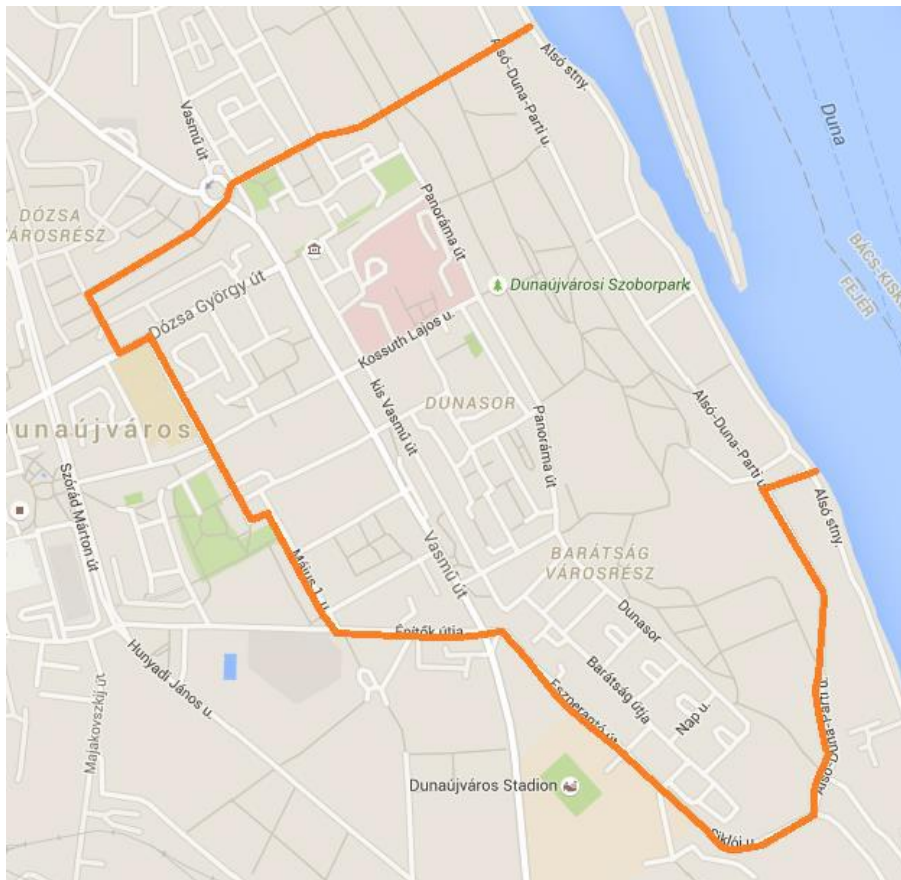 Alsó stny.
Alsó-Duna-Parti u.
Vasmű út
Duna
DÓZSA
VÁROSRÉSZ
Panoráma út
BÁCS-KISK
FEJÉR
Dunaújvárosi Szoborpark
Dózsa György út
Kossuth Lajos u.
kis Vasmű út
DUNASOR
Panoráma út
Dunaújváros
Alsó-Duna-Parti u.
Szórád Márton út
Alsó stny.
Vasmű út
BARÁTSÁG
VÁROSRÉSZ
Május 1. u.
Dunasor
Építők útja
Hunyadi János u.
Barátság útja
Eszperantó út
Nap u.
Majakovszkij út
Alsó-Duna-Parti u.
Dunaújváros Stadion
Siklói u.